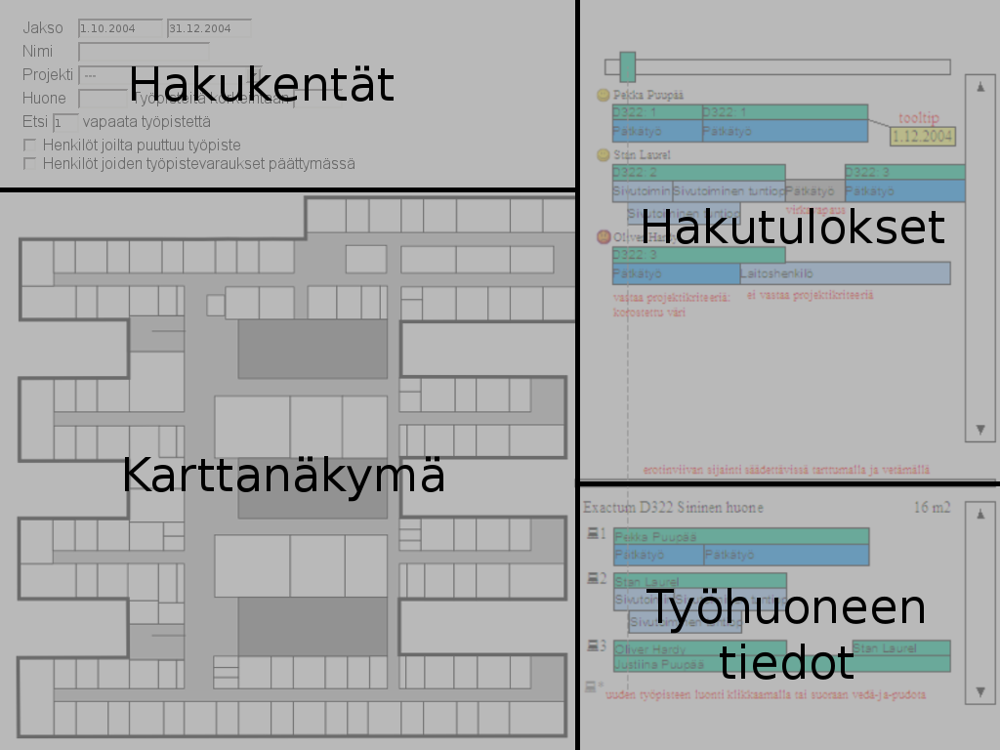 Jakso 1.10.2004 31.12.2004
Nimi
Projekti ---
Hakukentät
Huone Työpisteitä korkeintaan
Etsi 1 vapaata työpistettä
Henkilöt joilta puuttuu työpiste
Henkilöt joiden työpistevaraukset päättymässä
Karttanäkymä
Pekka Puupää
D322: 1 D322: 1
Pätkätyö Pätkätyö
tooltip
1.12.2004
Stan Laurel
D322: 2 D322: 3
Sivutoimin Sivutoiminen tuntiop Pätkätyö Pätkätyö
Sivutoiminen tuntiop virkavapaus
Hakutulokset
Oliver Hardy
D322: 3
Pätkätyö Laitoshenkilö
vastaa projektikriteeriä: ei vastaa projektikriteeriä
korostettu väri
erotinviivan sijainti säädettävissä tarttumalla ja vetämällä
Exactum D322 Sininen huone 16 m2
1 Pekka Puupää
Pätkätyö Pätkätyö
2 Stan Laurel
Sivutoimin Sivutoiminen tuntiop
Sivutoiminen tuntiop
Työhuoneen
tiedot
3 Oliver Hardy Stan Laurel
Justiina Puupää
* uuden työpisteen luonti klikkaamalla tai suoraan vedä-ja-pudota